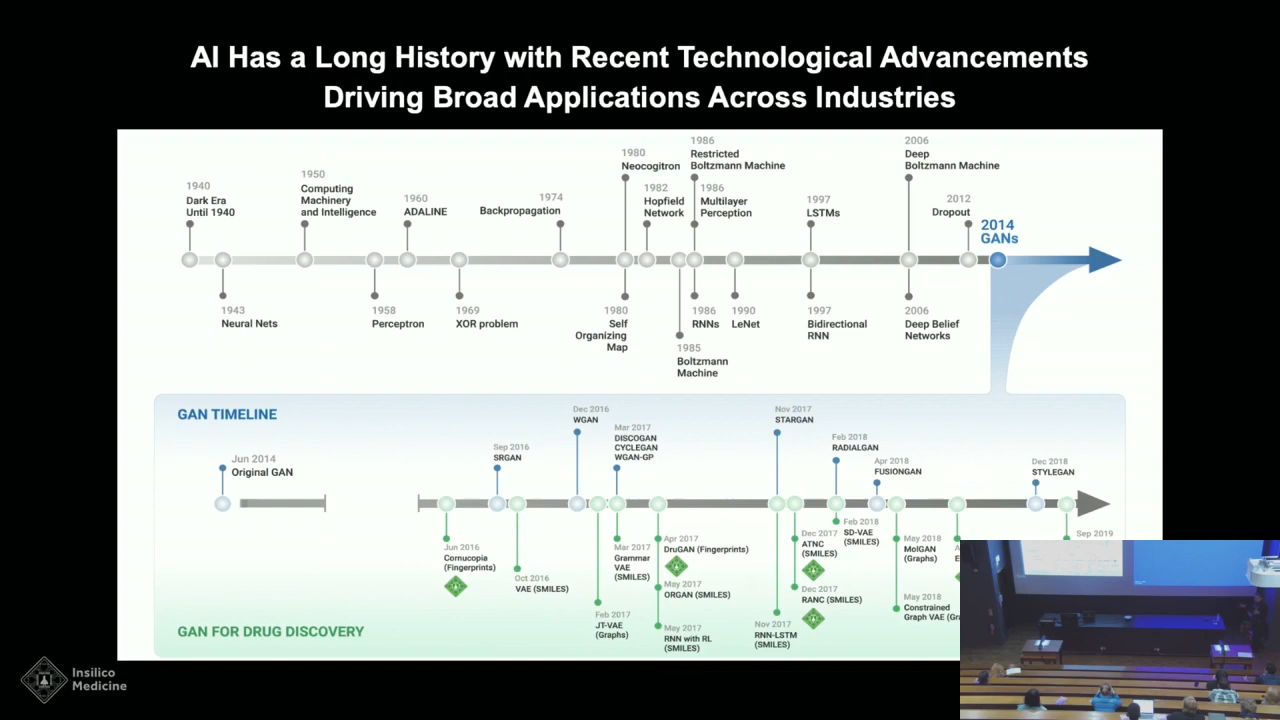 AI Has a Long History with Recent Technological Advancements
Driving Broad Applications Across Industries
1940
Dark Era
Until 1940
1950
Computing
Machinery
and Intelligence
1960
ADALINE
1974
Backpropagation
1980
Neocogitron
1982
Hopfield
Network
1986
Restricted
Boltzmann Machine
1986
Multilayer
Perception
1997
LSTMs
2006
Deep
Boltzmann Machine
2012
Dropout
2014
GANs
1943
Neural Nets
1958
Perceptron
1969
XOR problem
1980
Self
Organizing
Map
1985
Boltzmann
Machine
1986
RNNs
1990
LeNet
1997
Bidirectional
RNN
2006
Deep Belief
Networks
GAN TIMELINE
Jun 2014
Original GAN
Sep 2016
SRGAN
Dec 2016
WGAN
Mar 2017
DISCOGAN
CYCLEGAN
WGAN-GP
Nov 2017
STARGAN
Feb 2018
RADIALGAN
Apr 2018
FUSIONGAN
Dec 2018
STYLEGAN
Jun 2016
Cornucopia
(Fingerprints)
Oct 2016
VAE (SMILES)
Feb 2017
JT-VAE
(Graphs)
Mar 2017
Grammar
VAE
(SMILES)
Apr 2017
DruGAN (Fingerprints)
May 2017
ORGAN (SMILES)
May 2017
RNN with RL
(SMILES)
Nov 2017
RNN-LSTM
(SMILES)
Dec 2017
ATNC
(SMILES)
Dec 2017
RANC (SMILES)
Feb 2018
SD-VAE
(SMILES)
May 2018
MolGAN
(Graphs)
May 2018
Constrained
Graph VAE
Sep 2019
GAN FOR DRUG DISCOVERY
Insilico
Medicine